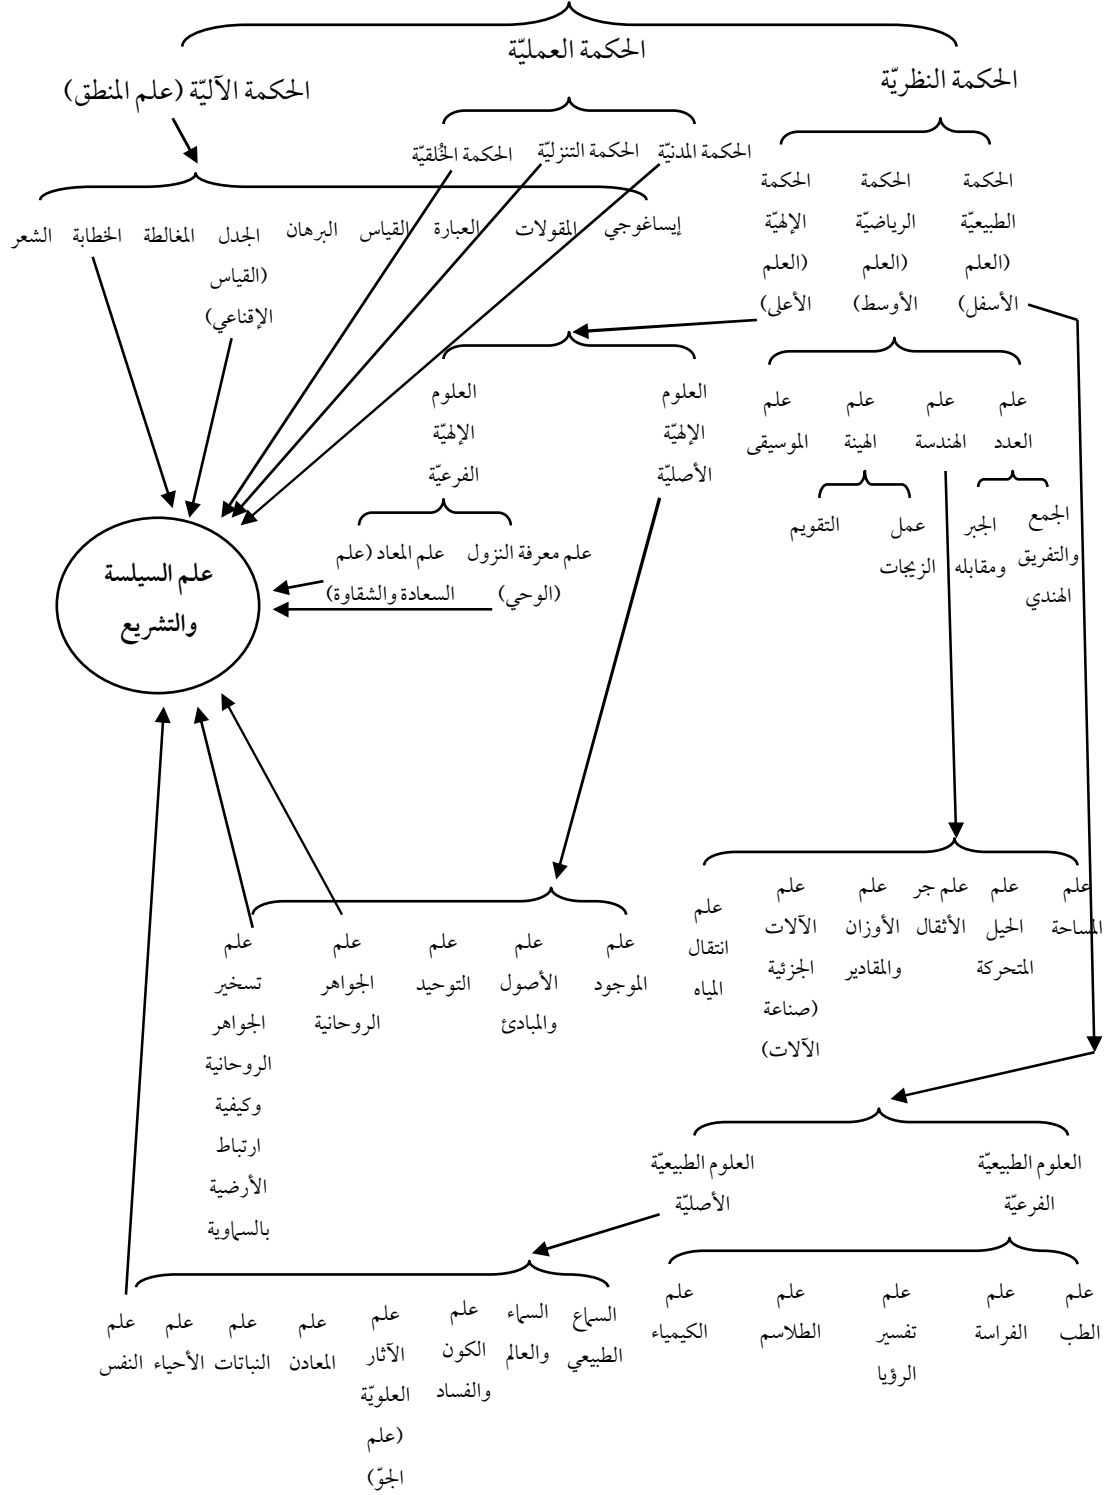 الحكمة العمليّة
الحكمة النظريّة
الحكمة الآليّة (علم المنطق)
الحكمة المدنيّة
الحكمة التنزليّة
الحكمة الخُلقيّة
الحكمة
الطبيعيّة
(العلم
الأسفل)
الحكمة
الرياضيّة
(العلم
الأوسط)
الحكمة
الإلهيّة
(العلم
الأعلى)
إيساغوجي
المقولات
العبارة
القياس
البرهان
الجدل
(القياس
الإقناعي)
المغالطة
الخطابة
الشعر
علم
العدد
علم
الهندسة
علم
الهيئة
علم
الموسيقى
العلوم
الإلهيّة
الأصليّة
العلوم
الإلهيّة
الفرعيّة
الجمع
والتفريق
الهندي
الجبر
ومقابله
عمل
الزيجات
التقويم
علم معرفة النزول
(الوحي)
علم المعاد (علم
السعادة والشقاوة)
علم السيلسة
والتشريع
علم
المساحة
علم
الحيل
المتحركة
علم جر
الأثقال
علم
الأوزان
والمقادير
علم
الآلات
الجزئية
(صناعة
الآلات)
علم
انتقال
المياه
علم
الموجود
علم
الأصول
والمبادئ
علم
التوحيد
علم
الجواهر
الروحانية
علم
تسخير
الجواهر
الروحانية
وكيفية
ارتباط
الأرضية
بالسماوية
العلوم الطبيعيّة
الفرعيّة
العلوم الطبيعيّة
الأصليّة
علم
الطب
علم
الفراسة
علم
تفسير
الرؤيا
علم
الطلاسم
علم
الكيمياء
السماع
الطبيعي
السماء
والعالم
علم
الكون
والفساد
علم
الآثار
العلويّة
(علم
الجوّ)
علم
المعادن
علم
النباتات
علم
الأحياء
علم
النفس